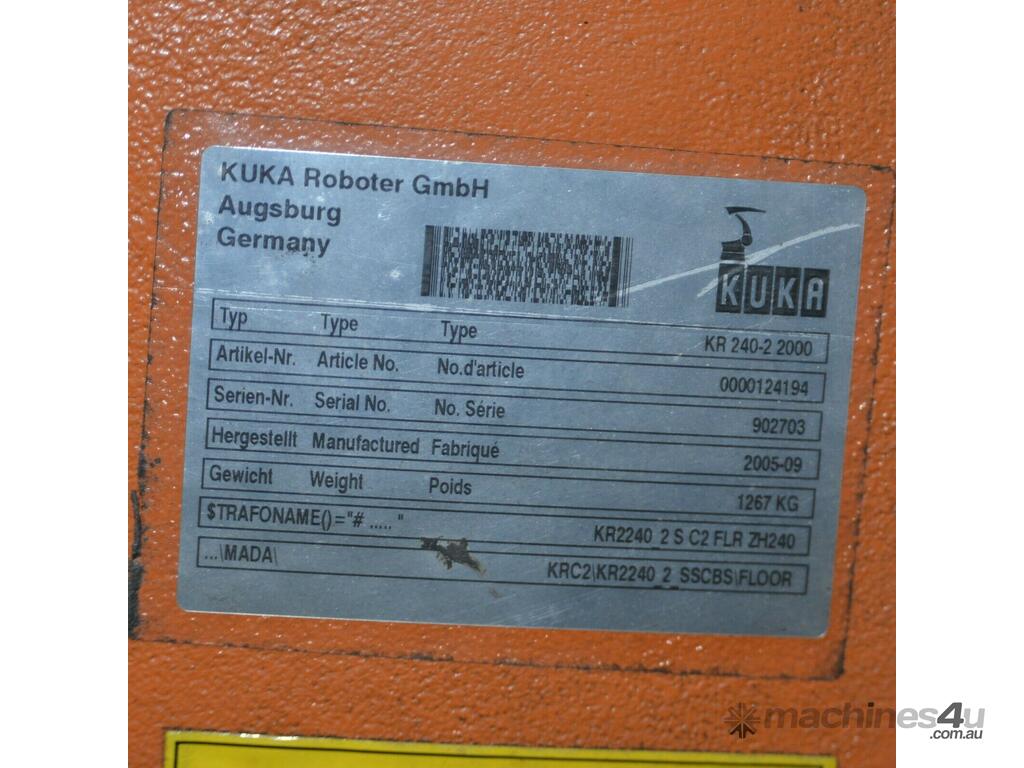 KUKA Roboter GmbH
Augsburg
Germany
KUKA
Typ Type Type KR 240-2 2000
Artikel-Nr. Article No. No.d'article 0000124194
Serien-Nr. Serial No. No. Série 902703
Hergestellt Manufactured Fabriqué 2005-09
Gewicht Weight Poids 1267 KG
$TRAFONAME()="# ..... " KR2240_2 S C2 FLR ZH240
...\MADA\ KRC2\KR2240_2_SSCBS\FLOOR
machines4u
.com.au